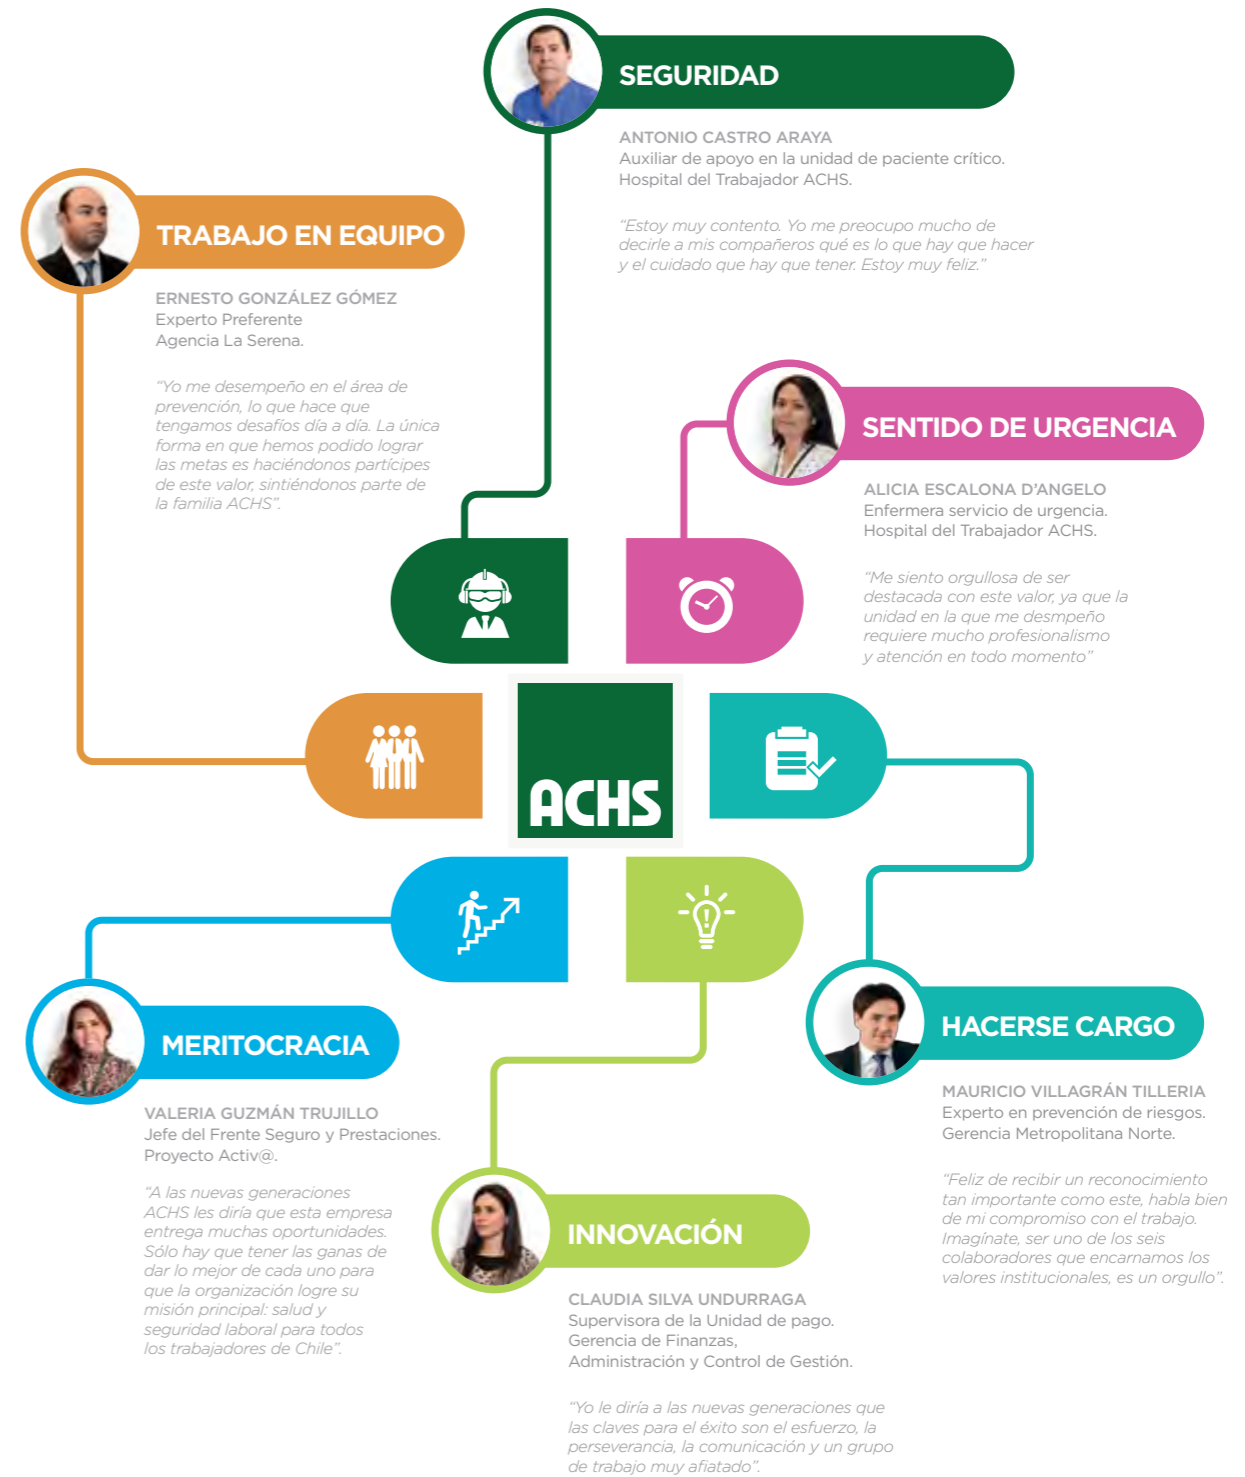 SEGURIDAD
ANTONIO CASTRO ARAYA
Auxiliar de apoyo en la unidad de paciente crítico.
Hospital del Trabajador ACHS.
“Estoy muy contento. Yo me preocupo mucho de
decirle a mis compañeros qué es lo que hay que hacer
y el cuidado que hay que tener. Estoy muy feliz.”
TRABAJO EN EQUIPO
ERNESTO GONZÁLEZ GÓMEZ
Experto Preferente
Agencia La Serena.
“Yo me desempeño en el área de
prevención, lo que hace que
tengamos desafíos día a día. La única
forma en que hemos podido lograr
las metas es haciéndonos partícipes
de este valor, sintiéndonos parte de
la familia ACHS”.
SENTIDO DE URGENCIA
ALICIA ESCALONA D’ANGELO
Enfermera servicio de urgencia.
Hospital del Trabajador ACHS.
“Me siento orgullosa de ser
destacada con este valor, ya que la
unidad en la que me desmpeño
requiere mucho profesionalismo
y atención en todo momento”
ACHS
MERITOCRACIA
VALERIA GUZMÁN TRUJILLO
Jefe del Frente Seguro y Prestaciones.
Proyecto Activ@.
“A las nuevas generaciones
ACHS les diría que esta empresa
entrega muchas oportunidades.
Sólo hay que tener las ganas de
dar lo mejor de cada uno para
que la organización logre su
misión principal: salud y
seguridad laboral para todos
los trabajadores de Chile”.
HACERSE CARGO
MAURICIO VILLAGRÁN TILLERIA
Experto en prevención de riesgos.
Gerencia Metropolitana Norte.
“Feliz de recibir un reconocimiento
tan importante como este, habla bien
de mi compromiso con el trabajo.
Imagínate, ser uno de los seis
colaboradores que encarnamos los
valores institucionales, es un orgullo”.
INNOVACIÓN
CLAUDIA SILVA UNDURRAGA
Supervisora de la Unidad de pago.
Gerencia de Finanzas,
Administración y Control de Gestión.
“Yo le diría a las nuevas generaciones que
las claves para el éxito son el esfuerzo, la
perseverancia, la comunicación y un grupo
de trabajo muy afiatado”.